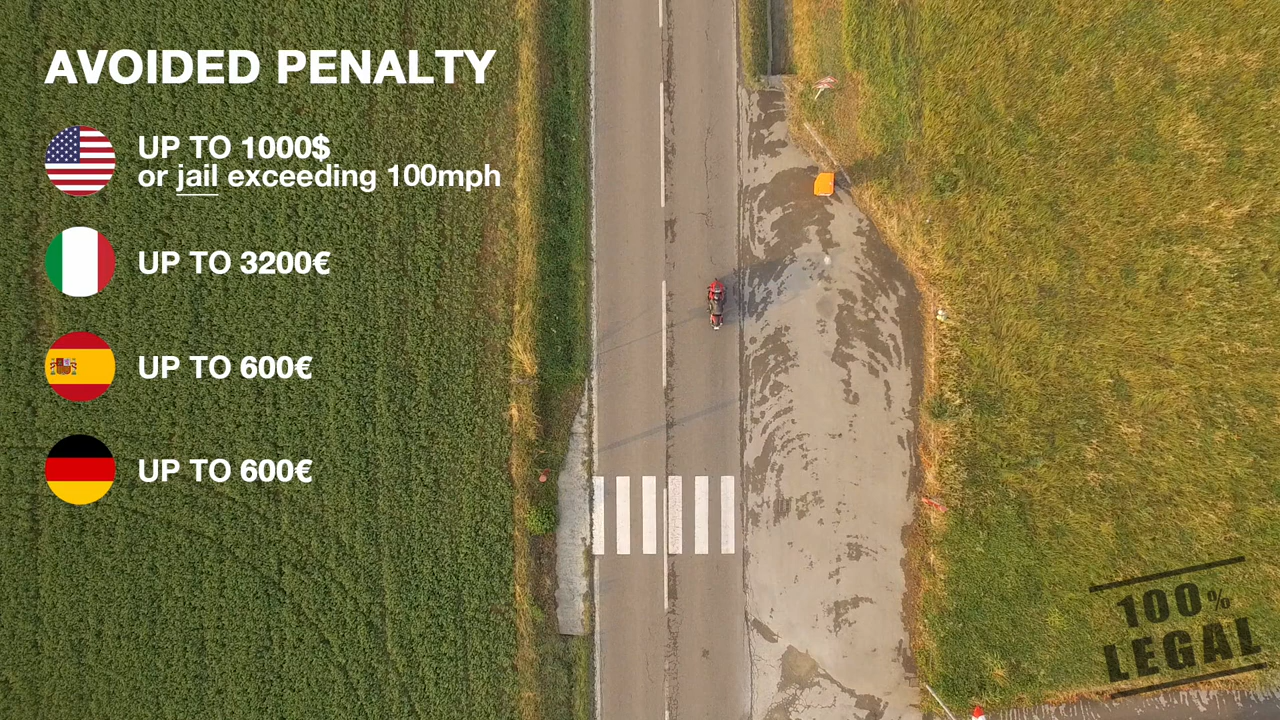 AVOIDED PENALTY
UP TO 1000$
or jail exceeding 100mph
UP TO 3200€
UP TO 600€
UP TO 600€
100%
LEGAL